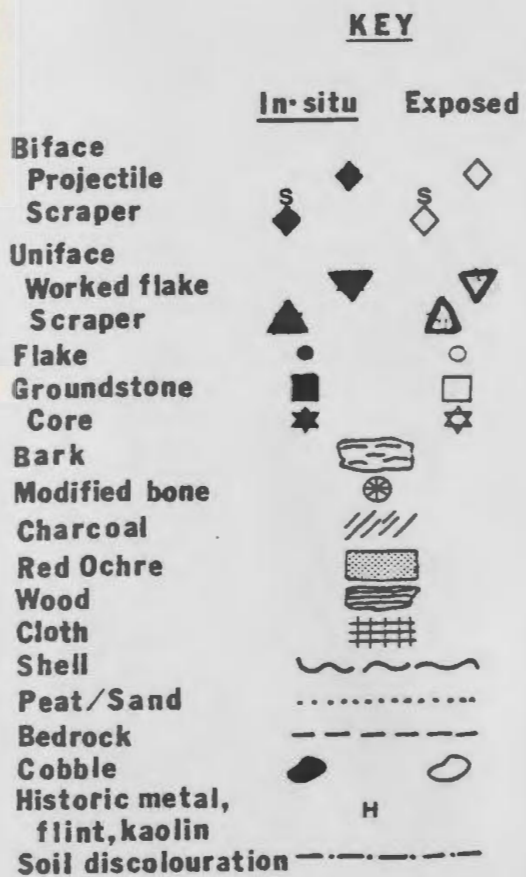 KEY
In·situ Exposed
Biface
Projectile
S S
Scraper
Uniface
Worked flake
Scraper
Flake
Groundstone
Core
Bark
Modified bone
Charcoal
Red Ochre
Wood
Cloth
Shell
Peat/Sand
Bedrock
Cobble
Historic metal, H
flint, kaolin
Soil discolouration